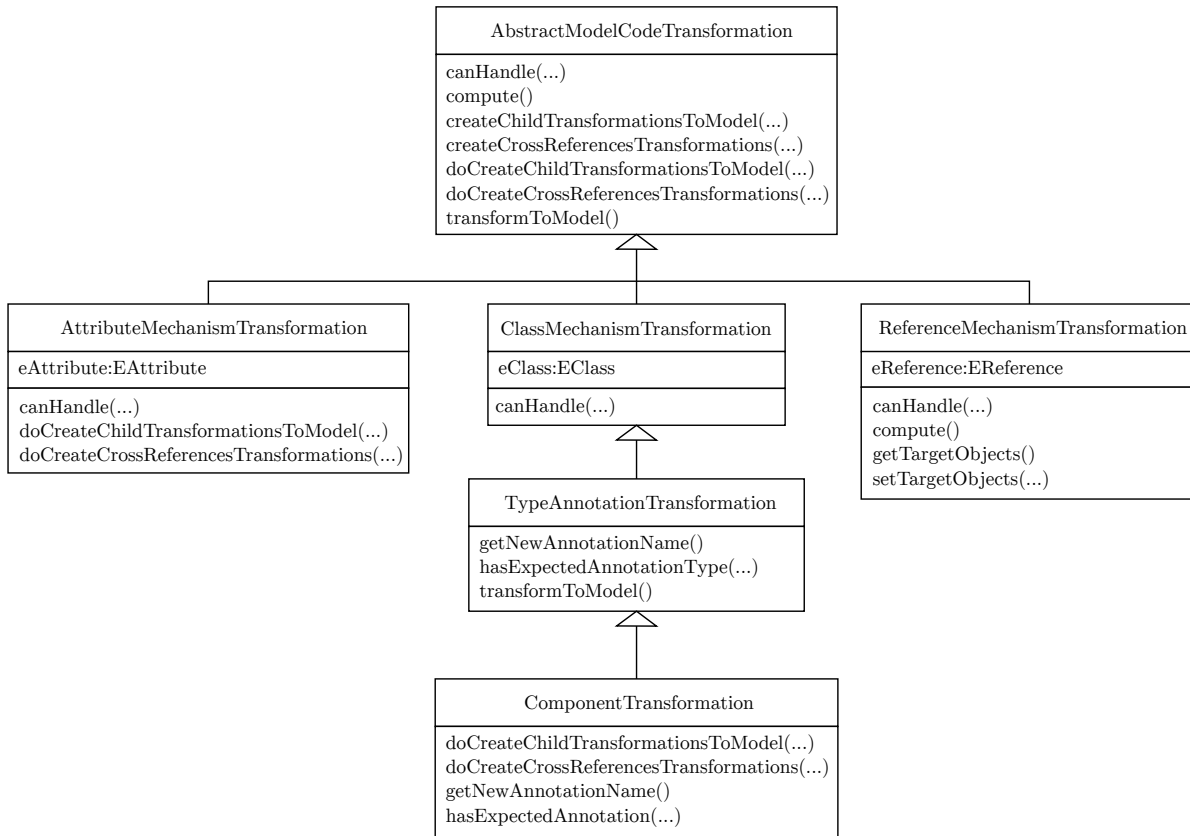 AbstractModelCodeTransformation
canHandle(...)
compute()
createChildTransformationsToModel(...)
createCrossReferencesTransformations(...)
doCreateChildTransformationsToModel(...)
doCreateCrossReferencesTransformations(...)
transformToModel()
AttributeMechanismTransformation
eAttribute:EAttribute
canHandle(...)
doCreateChildTransformationsToModel(...)
doCreateCrossReferencesTransformations(...)
ClassMechanismTransformation
eClass:EClass
canHandle(...)
ReferenceMechanismTransformation
eReference:EReference
canHandle(...)
compute()
getTargetObjects()
setTargetObjects(...)
TypeAnnotationTransformation
getNewAnnotationName()
hasExpectedAnnotationType(...)
transformToModel()
ComponentTransformation
doCreateChildTransformationsToModel(...)
doCreateCrossReferencesTransformations(...)
getNewAnnotationName()
hasExpectedAnnotation(...)